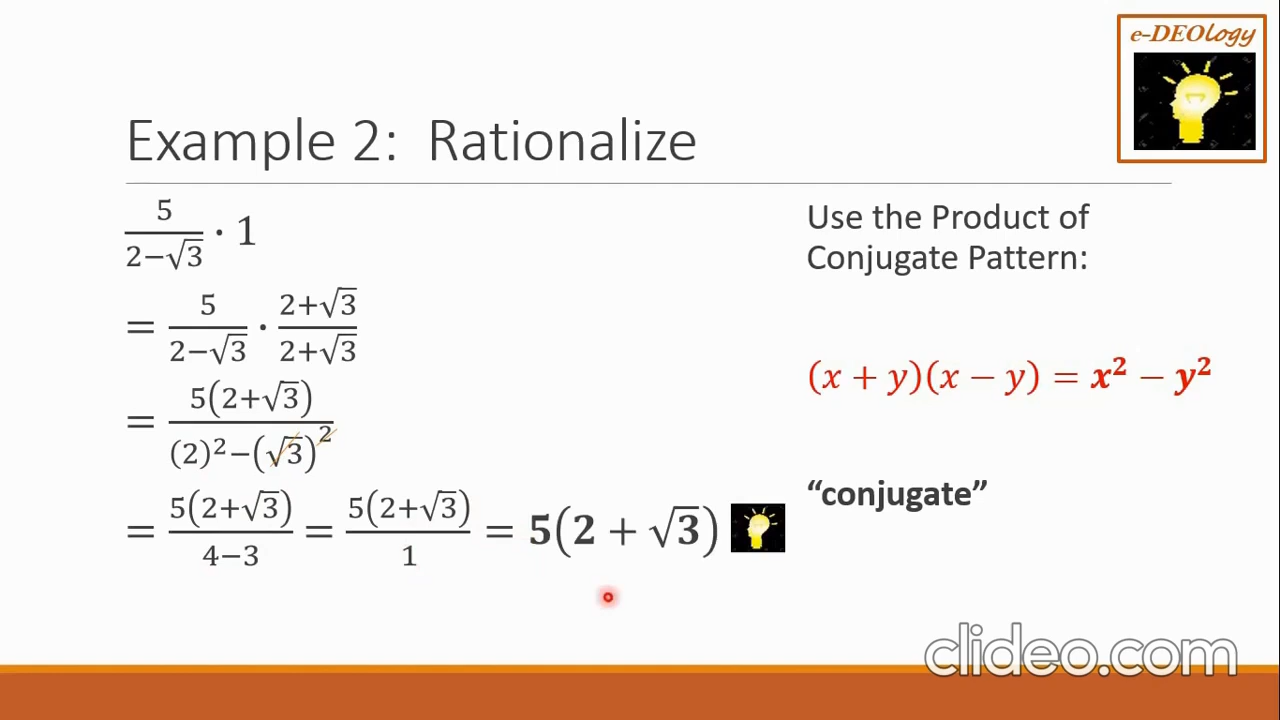 e-DEOlogy
Example 2: Rationalize
5/(2−√3) · 1
= 5/(2−√3) · (2+√3)/(2+√3)
= 5(2+√3)/((2)²−(√3)²)
= 5(2+√3)/(4−3) = 5(2+√3)/1 = 5(2 + √3)
Use the Product of
Conjugate Pattern:
(x + y)(x − y) = x² − y²
“conjugate”
clideo.com